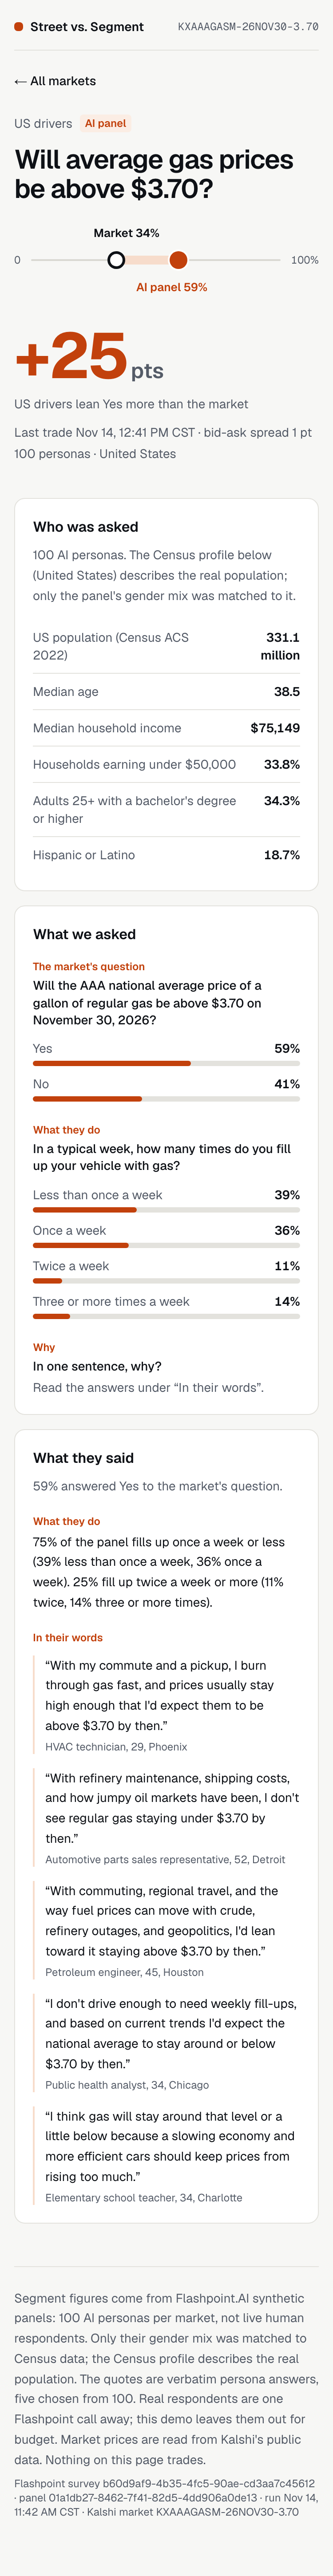 Street vs. Segment
KXAAAGASM-26NOV30-3.70
← All markets
US drivers
AI panel
Will average gas prices
be above $3.70?
Market 34%
0
100%
AI panel 59%
+25 pts
US drivers lean Yes more than the market
Last trade Nov 14, 12:41 PM CST · bid-ask spread 1 pt
100 personas · United States
Who was asked
100 AI personas. The Census profile below
(United States) describes the real population;
only the panel's gender mix was matched to it.
US population (Census ACS
2022)
331.1
million
Median age
38.5
Median household income
$75,149
Households earning under $50,000
33.8%
Adults 25+ with a bachelor's degree
or higher
34.3%
Hispanic or Latino
18.7%
What we asked
The market's question
Will the AAA national average price of a
gallon of regular gas be above $3.70 on
November 30, 2026?
Yes
59%
No
41%
What they do
In a typical week, how many times do you fill
up your vehicle with gas?
Less than once a week
39%
Once a week
36%
Twice a week
11%
Three or more times a week
14%
Why
In one sentence, why?
Read the answers under “In their words”.
What they said
59% answered Yes to the market's question.
What they do
75% of the panel fills up once a week or less
(39% less than once a week, 36% once a
week). 25% fill up twice a week or more (11%
twice, 14% three or more times).
In their words
“With my commute and a pickup, I burn
through gas fast, and prices usually stay
high enough that I'd expect them to be
above $3.70 by then.”
HVAC technician, 29, Phoenix
“With refinery maintenance, shipping costs,
and how jumpy oil markets have been, I don't
see regular gas staying under $3.70 by
then.”
Automotive parts sales representative, 52, Detroit
“With commuting, regional travel, and the
way fuel prices can move with crude,
refinery outages, and geopolitics, I'd lean
toward it staying above $3.70 by then.”
Petroleum engineer, 45, Houston
“I don't drive enough to need weekly fill-ups,
and based on current trends I'd expect the
national average to stay around or below
$3.70 by then.”
Public health analyst, 34, Chicago
“I think gas will stay around that level or a
little below because a slowing economy and
more efficient cars should keep prices from
rising too much.”
Elementary school teacher, 34, Charlotte
Segment figures come from Flashpoint.AI synthetic
panels: 100 AI personas per market, not live human
respondents. Only their gender mix was matched to
Census data; the Census profile describes the real
population. The quotes are verbatim persona answers,
five chosen from 100. Real respondents are one
Flashpoint call away; this demo leaves them out for
budget. Market prices are read from Kalshi's public
data. Nothing on this page trades.
Flashpoint survey b60d9af9-4b35-4fc5-90ae-cd3aa7c45612
· panel 01a1db27-8462-7f41-82d5-4dd906a0de13 · run Nov 14,
11:42 AM CST · Kalshi market KXAAAGASM-26NOV30-3.70